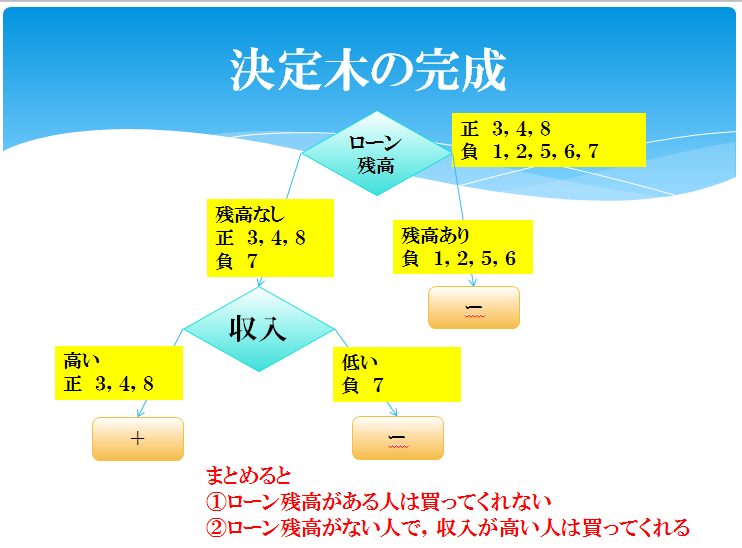 決定木の完成
ローン
残高
正 3, 4, 8
負 1, 2, 5, 6, 7
残高なし
正 3, 4, 8
負 7
残高あり
負 1, 2, 5, 6
ー
収入
高い
正 3, 4, 8
低い
負 7
＋
ー
まとめると
①ローン残高がある人は買ってくれない
②ローン残高がない人で, 収入が高い人は買ってくれる